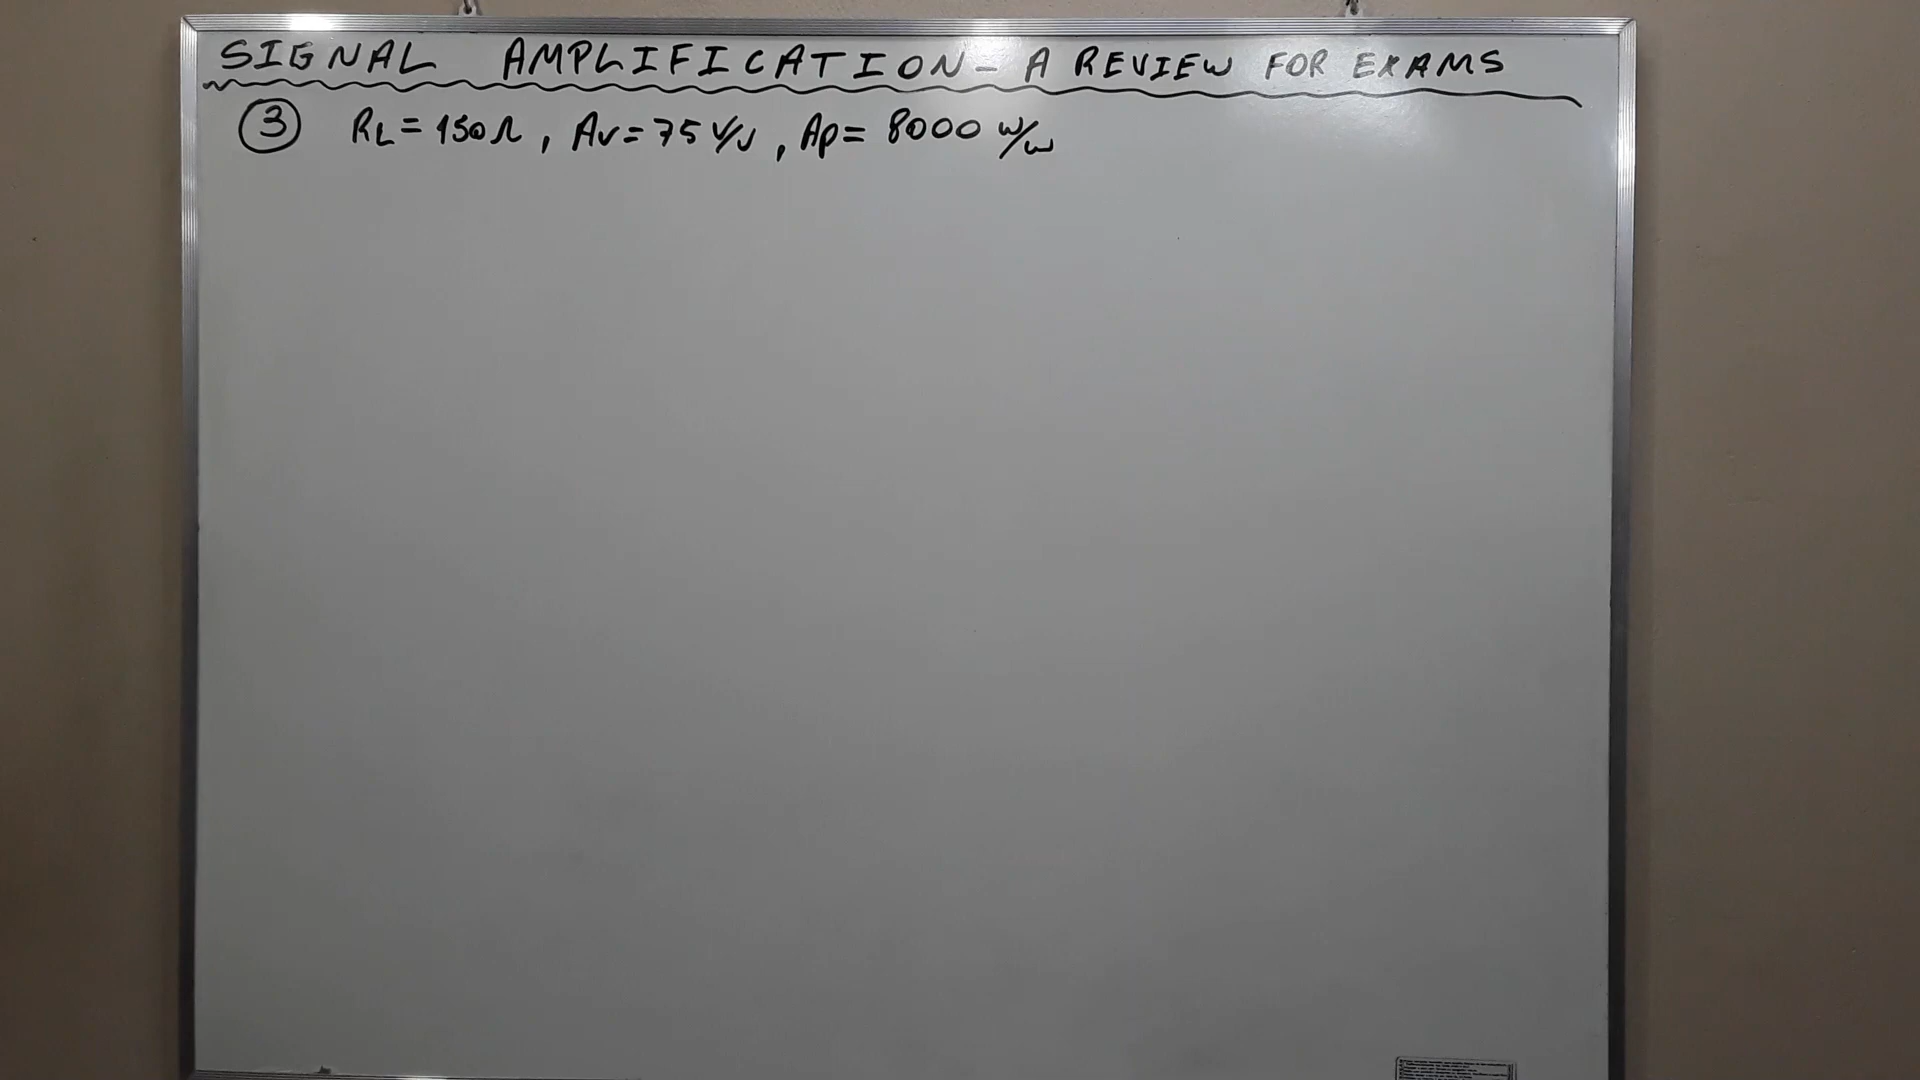 SIGNAL AMPLIFICATION - A REVIEW FOR EXAMS
③ RL = 150Ω, Av = 75 V/V, Ap = 8000 W/W